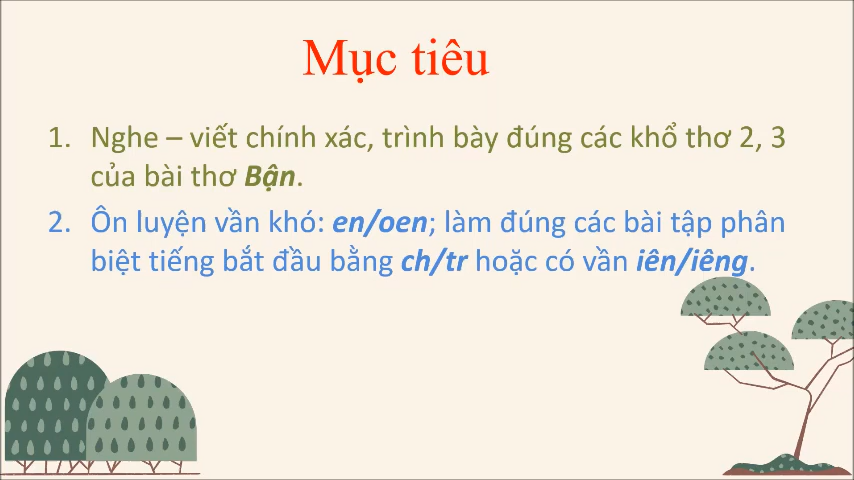 Mục tiêu
1. Nghe – viết chính xác, trình bày đúng các khổ thơ 2, 3
của bài thơ Bận.
2. Ôn luyện vần khó: en/oen; làm đúng các bài tập phân
biệt tiếng bắt đầu bằng ch/tr hoặc có vần iên/iêng.